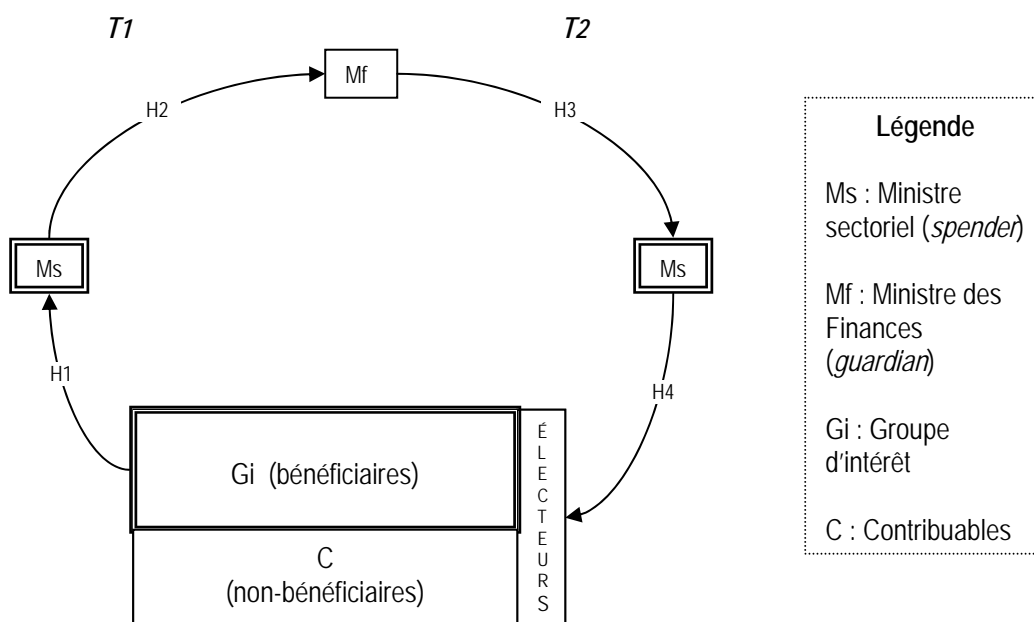 T1
T2
Mf
H2
H3
Ms
Ms
H1
H4
Gi (bénéficiaires)
C
(non-bénéficiaires)
ÉLECTEURS
Légende
Ms : Ministre
sectoriel (spender)
Mf : Ministre des
Finances
(guardian)
Gi : Groupe
d'intérêt
C : Contribuables